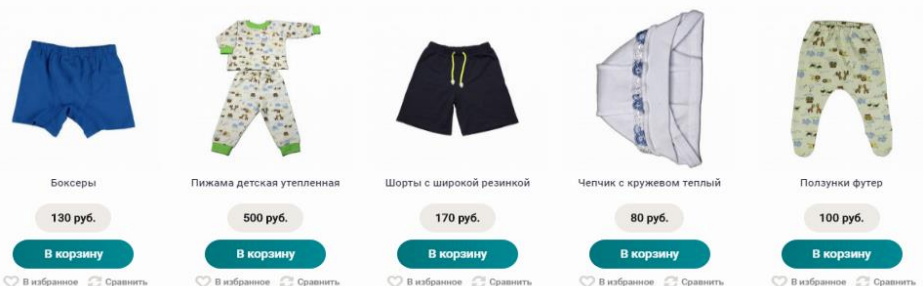 Боксеры
Пижама детская утепленная
Шорты с широкой резинкой
Чепчик с кружевом теплый
Ползунки футер
130 руб.
500 руб.
170 руб.
80 руб.
100 руб.
В корзину
В корзину
В корзину
В корзину
В корзину
В избранное Сравнить
В избранное Сравнить
В избранное Сравнить
В избранное Сравнить
В избранное Сравнить